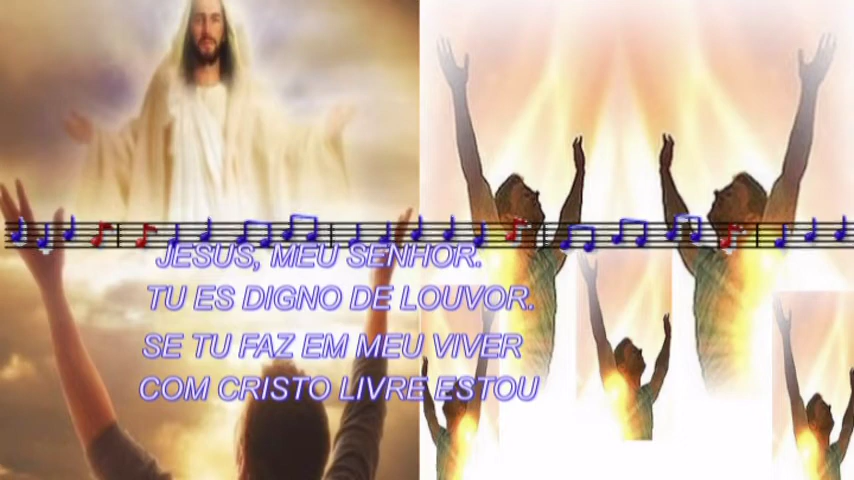 JESUS, MEU SENHOR.
TU ES DIGNO DE LOUVOR.
SE TU FAZ EM MEU VIVER
COM CRISTO LIVRE ESTOU